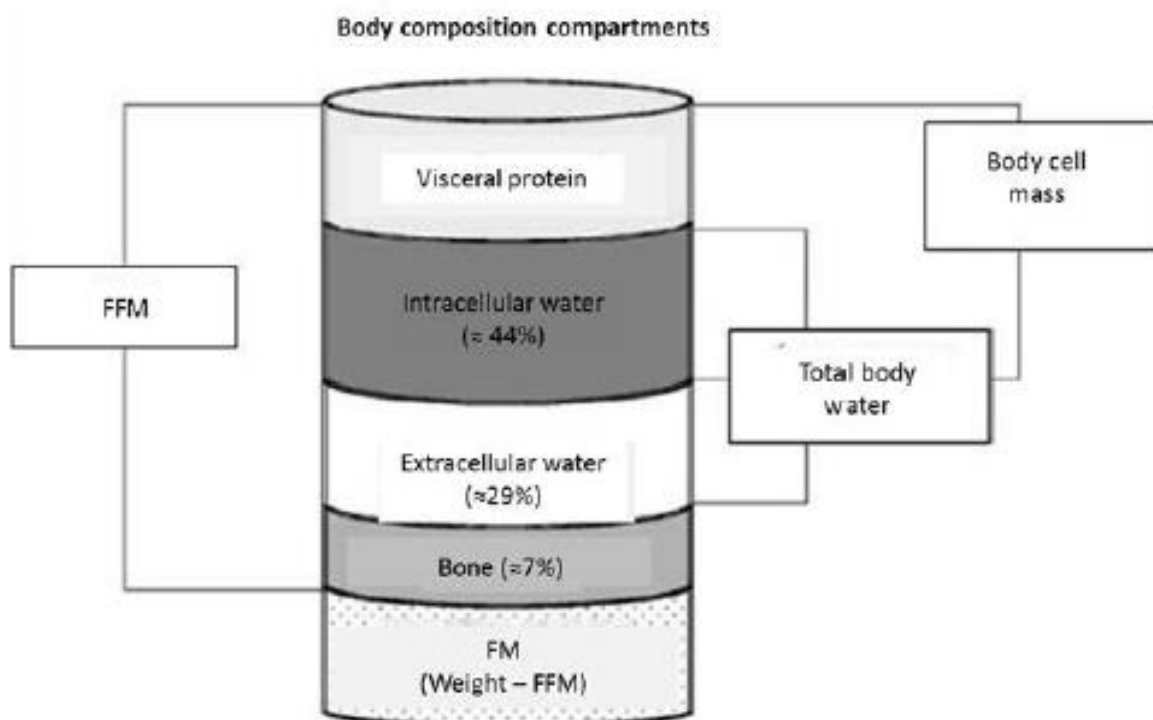 Body composition compartments
Visceral protein
Body cell
mass
FFM
Intracellular water
(≈ 44%)
Total body
water
Extracellular water
(≈29%)
Bone (≈7%)
FM
(Weight – FFM)